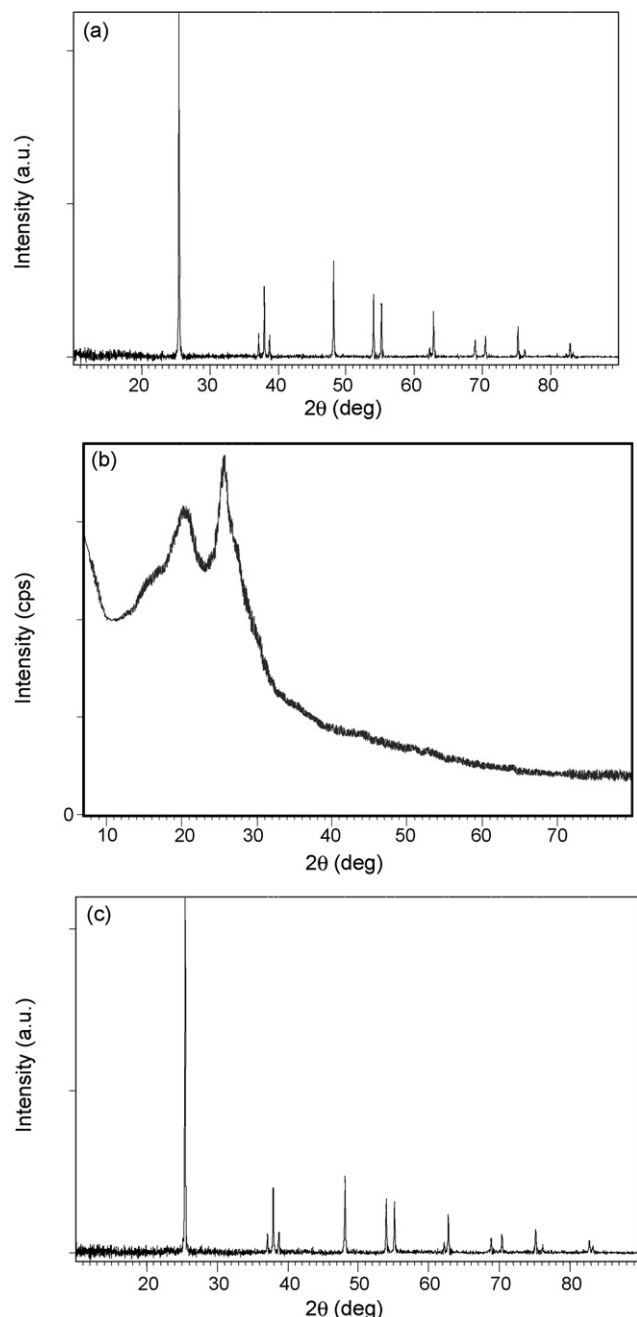 (a)
Intensity (a.u.)
20 30 40 50 60 70 80
2θ (deg)
(b)
Intensity (cps)
0
10 20 30 40 50 60 70
2θ (deg)
(c)
Intensity (a.u.)
20 30 40 50 60 70 80
2θ (deg)